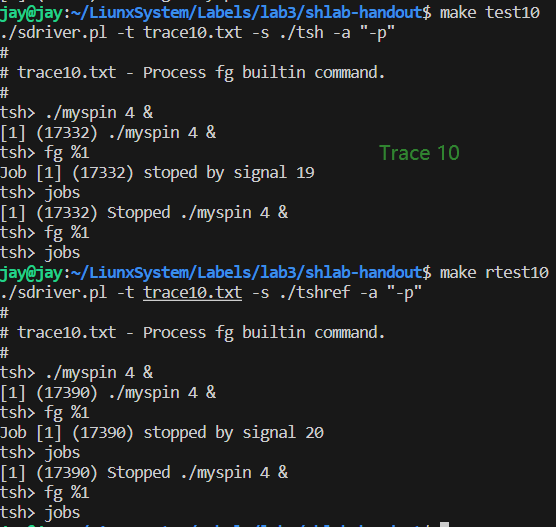 jay@jay:~/LiunxSystem/Labels/lab3/shlab-handout$ make test10
./sdriver.pl -t trace10.txt -s ./tsh -a "-p"
#
# trace10.txt - Process fg builtin command.
#
tsh> ./myspin 4 &
[1] (17332) ./myspin 4 &
tsh> fg %1
Trace 10
Job [1] (17332) stoped by signal 19
tsh> jobs
[1] (17332) Stopped ./myspin 4 &
tsh> fg %1
tsh> jobs
jay@jay:~/LiunxSystem/Labels/lab3/shlab-handout$ make rtest10
./sdriver.pl -t trace10.txt -s ./tshref -a "-p"
#
# trace10.txt - Process fg builtin command.
#
tsh> ./myspin 4 &
[1] (17390) ./myspin 4 &
tsh> fg %1
Job [1] (17390) stopped by signal 20
tsh> jobs
[1] (17390) Stopped ./myspin 4 &
tsh> fg %1
tsh> jobs